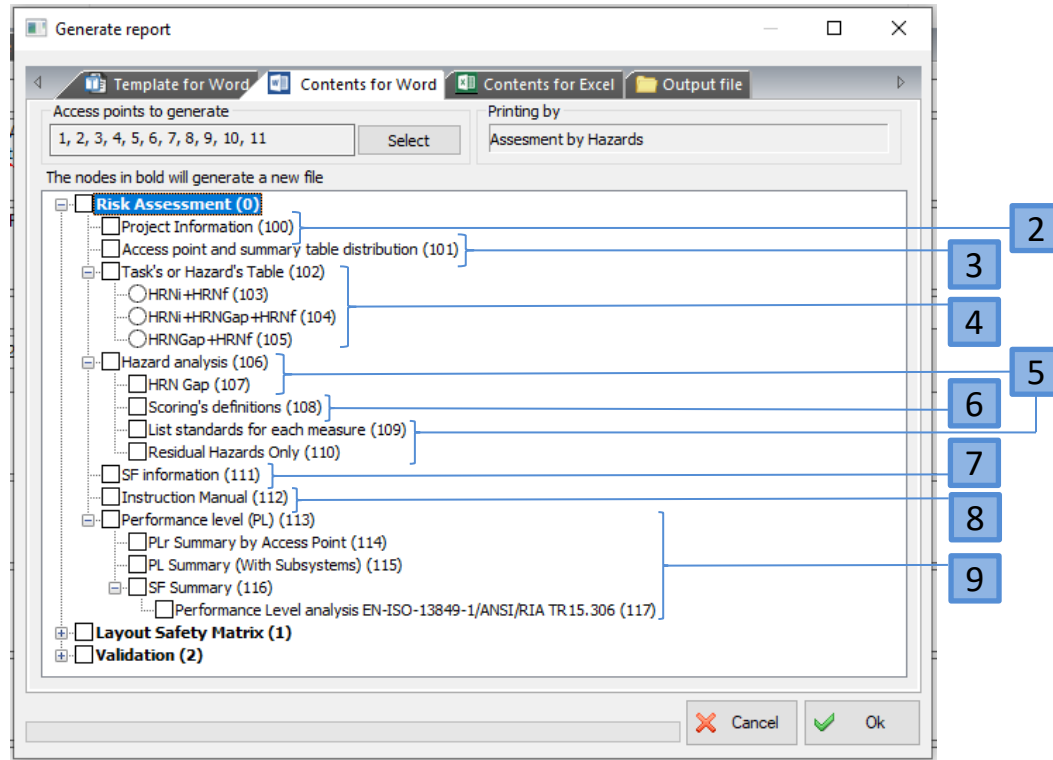 Generate report
Template for Word
Contents for Word
Contents for Excel
Output file
Access points to generate
Printing by
1, 2, 3, 4, 5, 6, 7, 8, 9, 10, 11
Select
Assesment by Hazards
The nodes in bold will generate a new file
Risk Assessment (0)
Project Information (100)
2
Access point and summary table distribution (101)
3
Task's or Hazard's Table (102)
HRNi+HRNf (103)
HRNi+HRNGap+HRNf (104)
4
HRNGap+HRNf (105)
Hazard analysis (106)
5
HRN Gap (107)
Scoring's definitions (108)
6
List standards for each measure (109)
Residual Hazards Only (110)
SF information (111)
7
Instruction Manual (112)
8
Performance level (PL) (113)
PLr Summary by Access Point (114)
PL Summary (With Subsystems) (115)
9
SF Summary (116)
Performance Level analysis EN-ISO-13849-1/ANSI/RIA TR15.306 (117)
Layout Safety Matrix (1)
Validation (2)
Cancel
Ok